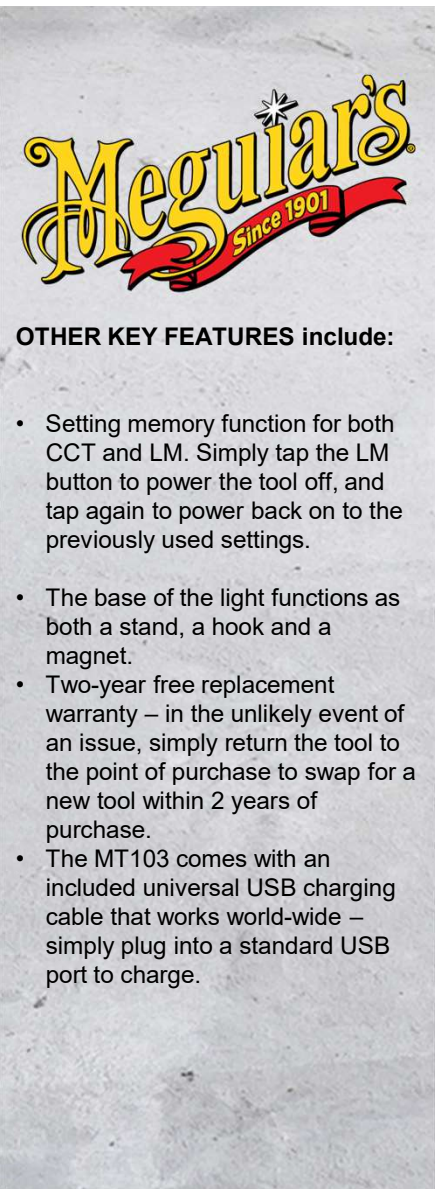 Meguiar's®
Since 1901
OTHER KEY FEATURES include:
• Setting memory function for both
CCT and LM. Simply tap the LM
button to power the tool off, and
tap again to power back on to the
previously used settings.
• The base of the light functions as
both a stand, a hook and a
magnet.
• Two-year free replacement
warranty – in the unlikely event of
an issue, simply return the tool to
the point of purchase to swap for a
new tool within 2 years of
purchase.
• The MT103 comes with an
included universal USB charging
cable that works world-wide –
simply plug into a standard USB
port to charge.